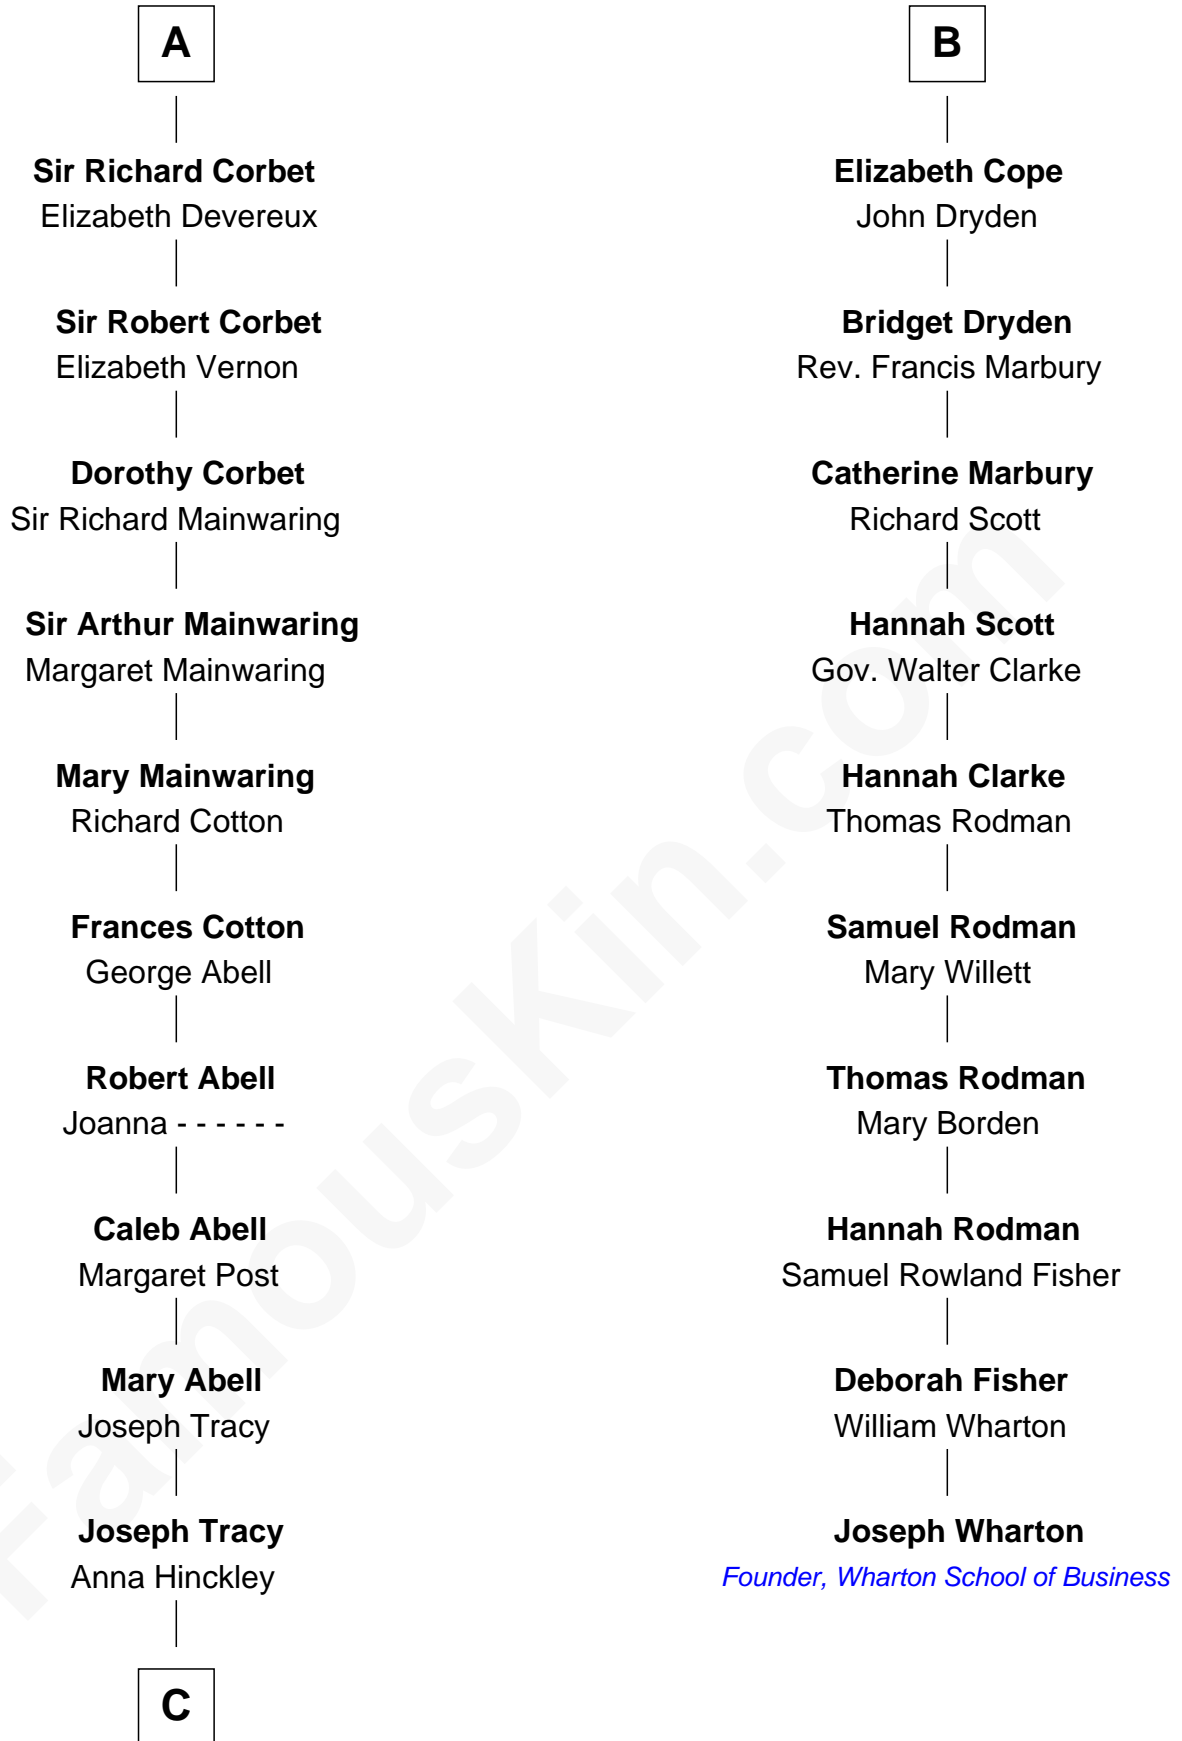 A
Sir Richard Corbet
Elizabeth Devereux
Sir Robert Corbet
Elizabeth Vernon
Dorothy Corbet
Sir Richard Mainwaring
Sir Arthur Mainwaring
Margaret Mainwaring
Mary Mainwaring
Richard Cotton
Frances Cotton
George Abell
Robert Abell
Joanna - - - - - -
Caleb Abell
Margaret Post
Mary Abell
Joseph Tracy
Joseph Tracy
Anna Hinckley
C
B
Elizabeth Cope
John Dryden
Bridget Dryden
Rev. Francis Marbury
Catherine Marbury
Richard Scott
Hannah Scott
Gov. Walter Clarke
Hannah Clarke
Thomas Rodman
Samuel Rodman
Mary Willett
Thomas Rodman
Mary Borden
Hannah Rodman
Samuel Rowland Fisher
Deborah Fisher
William Wharton
Joseph Wharton
Founder, Wharton School of Business
FamousKin.com